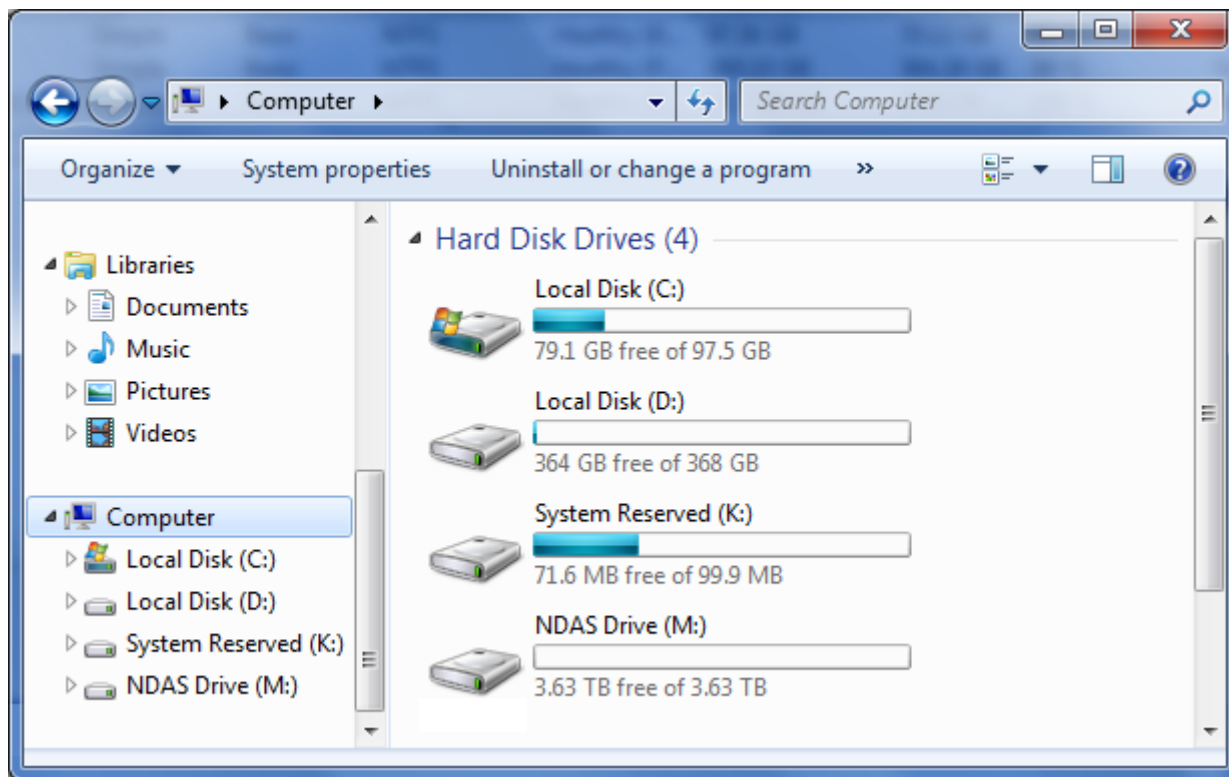 Computer
Search Computer
Organize
System properties
Uninstall or change a program
»
Libraries
Documents
Music
Pictures
Videos
Computer
Local Disk (C:)
Local Disk (D:)
System Reserved (K:)
NDAS Drive (M:)
Hard Disk Drives (4)
Local Disk (C:)
79.1 GB free of 97.5 GB
Local Disk (D:)
364 GB free of 368 GB
System Reserved (K:)
71.6 MB free of 99.9 MB
NDAS Drive (M:)
3.63 TB free of 3.63 TB